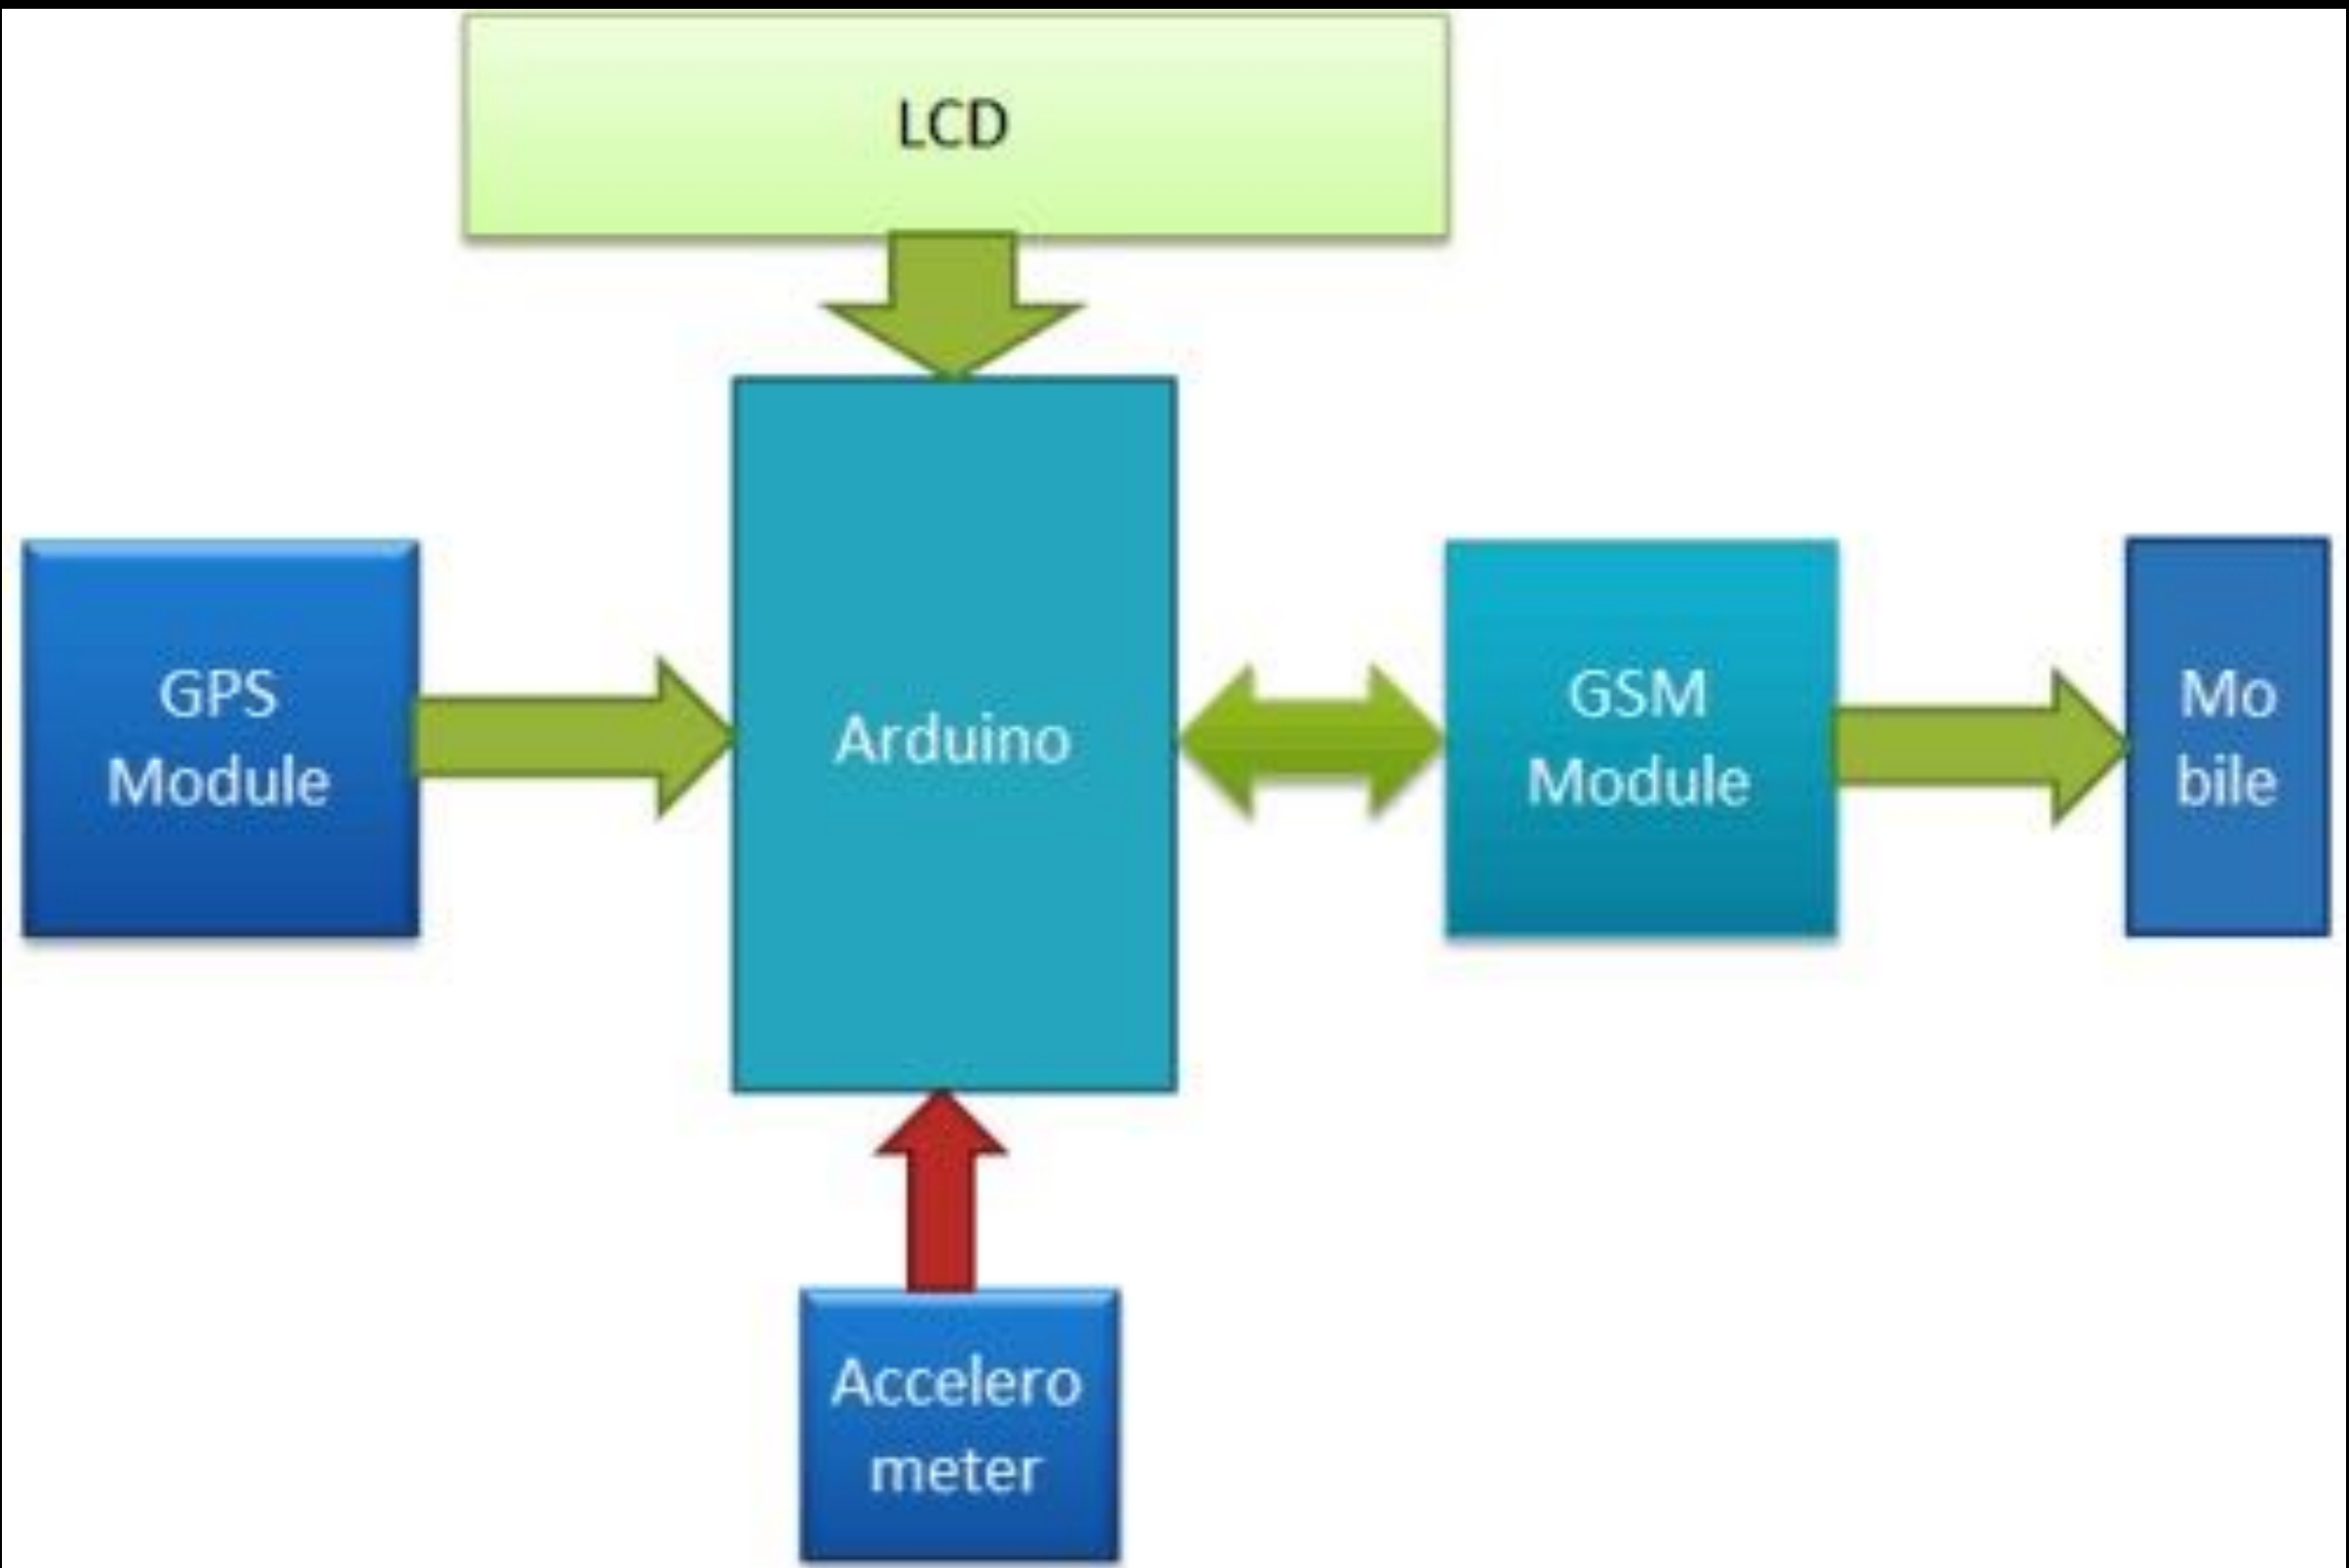 LCD
GPS
Module
Arduino
GSM
Module
Mo
bile
Accelero
meter